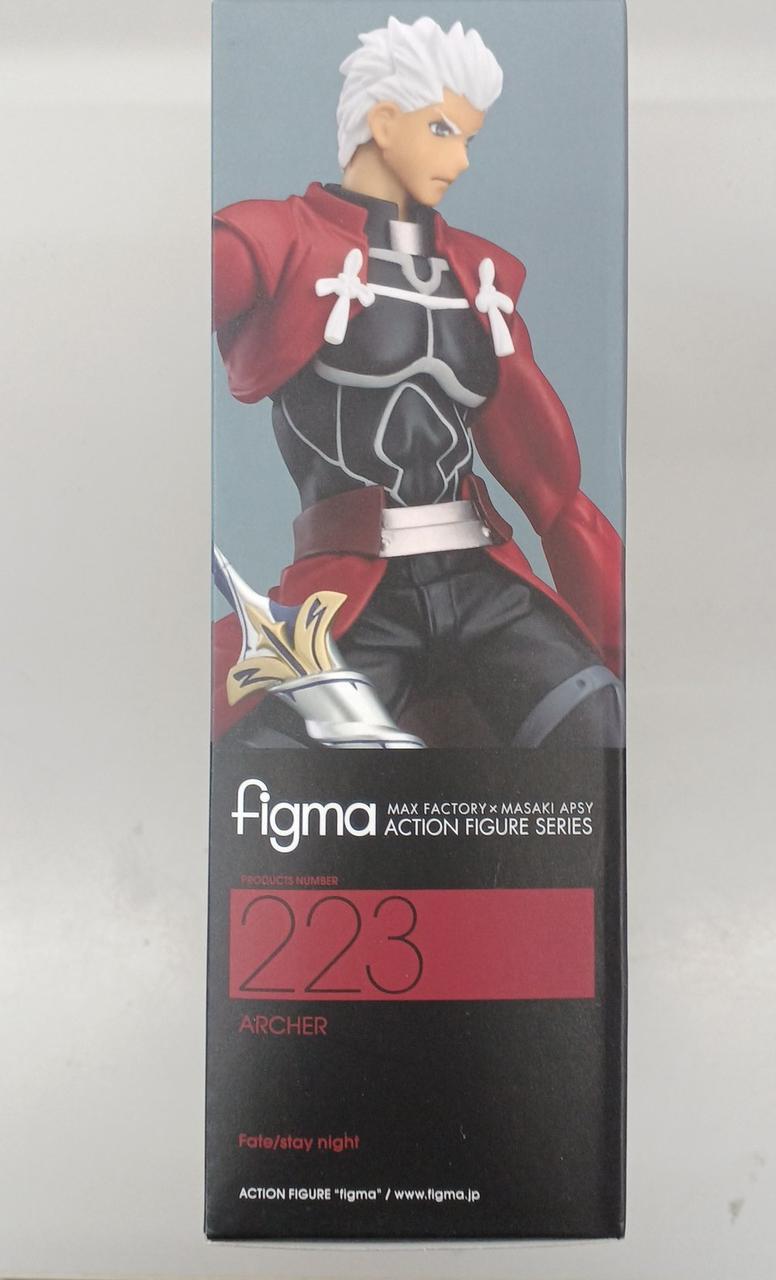 figma
MAX FACTORY×MASAKI APSY
ACTION FIGURE SERIES
PRODUCTS NUMBER
223
ARCHER
Fate/stay night
ACTION FIGURE "figma" / www.figma.jp